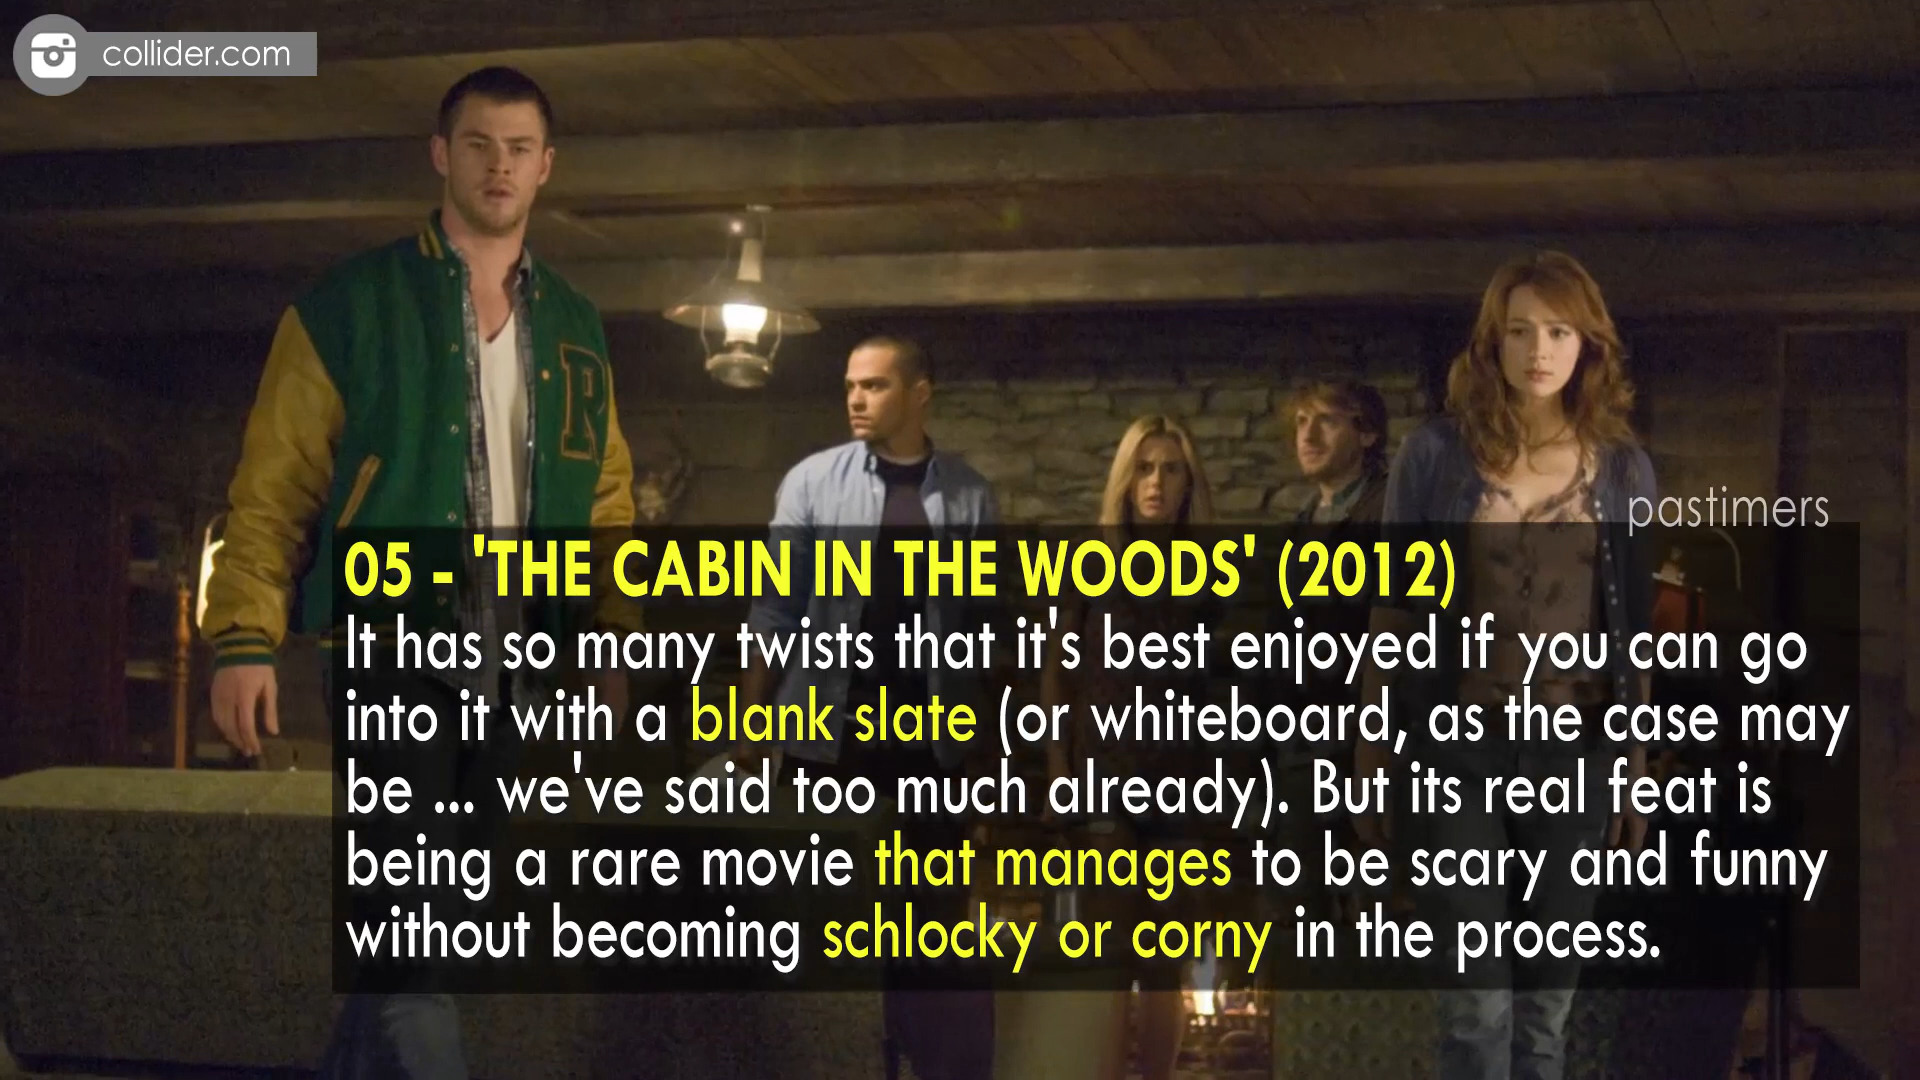 collider.com
R
pastimers
05 - 'THE CABIN IN THE WOODS' (2012)
It has so many twists that it's best enjoyed if you can go
into it with a blank slate (or whiteboard, as the case may
be ... we've said too much already). But its real feat is
being a rare movie that manages to be scary and funny
without becoming schlocky or corny in the process.